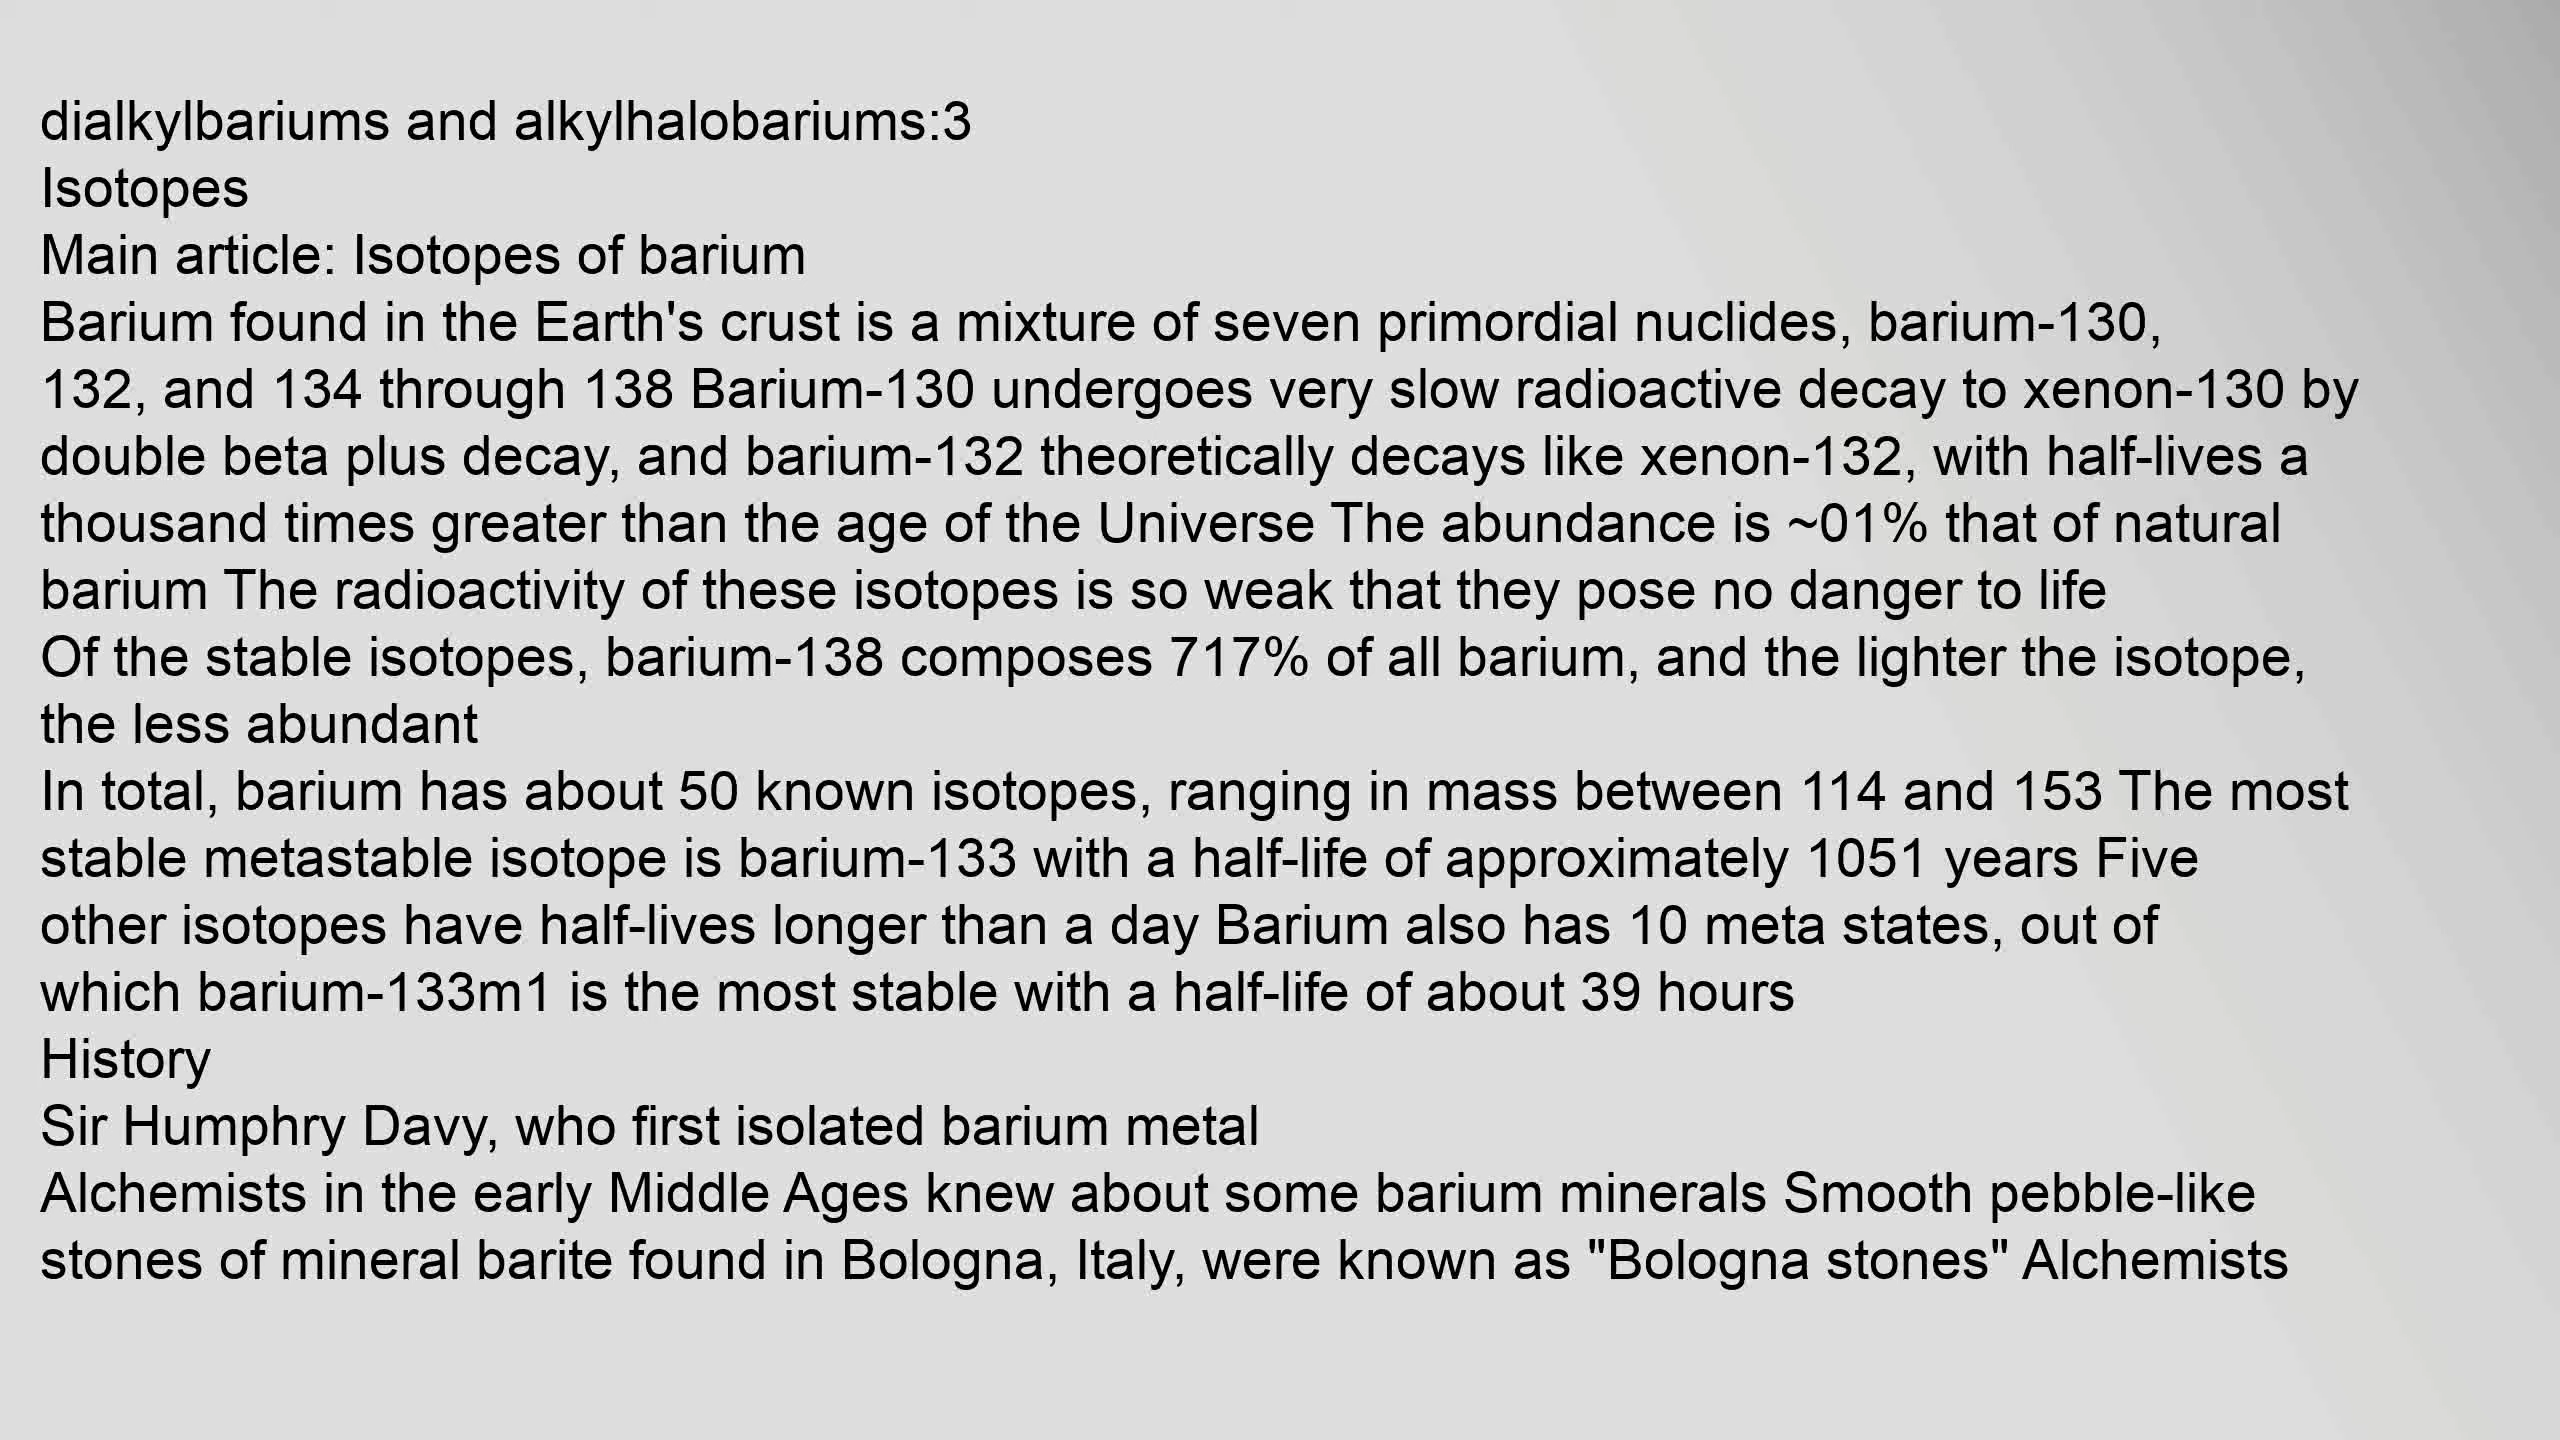 dialkylbariums and alkylhalobariums:3
Isotopes
Main article: Isotopes of barium
Barium found in the Earth's crust is a mixture of seven primordial nuclides, barium-130,
132, and 134 through 138 Barium-130 undergoes very slow radioactive decay to xenon-130 by
double beta plus decay, and barium-132 theoretically decays like xenon-132, with half-lives a
thousand times greater than the age of the Universe The abundance is ~01% that of natural
barium The radioactivity of these isotopes is so weak that they pose no danger to life
Of the stable isotopes, barium-138 composes 717% of all barium, and the lighter the isotope,
the less abundant
In total, barium has about 50 known isotopes, ranging in mass between 114 and 153 The most
stable metastable isotope is barium-133 with a half-life of approximately 1051 years Five
other isotopes have half-lives longer than a day Barium also has 10 meta states, out of
which barium-133m1 is the most stable with a half-life of about 39 hours
History
Sir Humphry Davy, who first isolated barium metal
Alchemists in the early Middle Ages knew about some barium minerals Smooth pebble-like
stones of mineral barite found in Bologna, Italy, were known as "Bologna stones" Alchemists